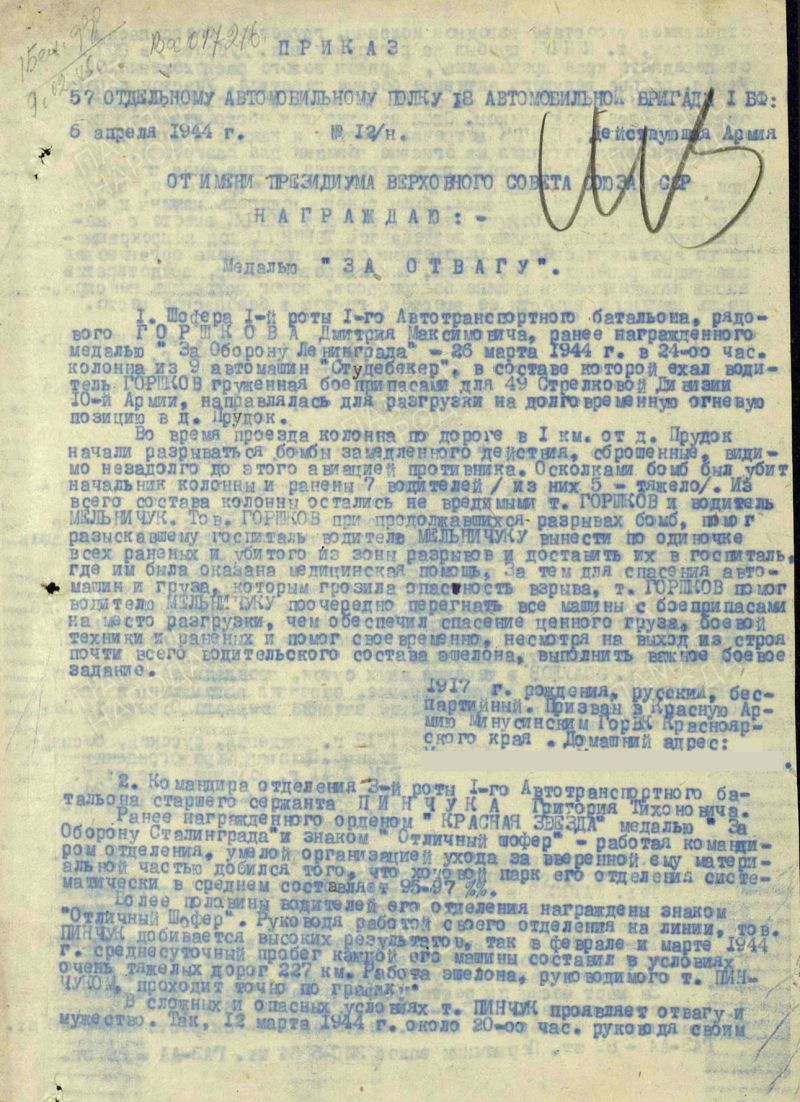 Вх 017216
П Р И К А З
57 ОТДЕЛЬНОМУ АВТОМОБИЛЬНОМУ ПОЛКУ I8 АВТОМОБИЛЬНОЙ БРИГАДЫ I БФ:
6 апреля 1944 г. № I2/н. Действующая Армия
ОТ ИМЕНИ ПРЕЗИДИУМА ВЕРХОВНОГО СОВЕТА СОЮЗА ССР
Н А Г Р А Ж Д А Ю : -
Медалью "ЗА ОТВАГУ".
I. Шофера I-й роты I-го Автотранспортного батальона, рядо-
вого ГОРШКОВА Дмитрия Максимовича, ранее награжденного
медалью " За Оборону Ленинграда" - 26 марта 1944 г. в 24-оо час.
колонна из 9 автомашин "Студебекер", в составе которой ехал води-
тель ГОРШКОВ груженная боеприпасами для 49 Стрелковой Дивизии
IO-й Армии, направлялась для разгрузки на долговременную огневую
позицию в д. Прудок.
Во время проезда колонна по дороге в I км. от д. Прудок
начали разрываться бомбы замедленного действия, сброшенные, види-
мо незадолго до этого авиацией противника. Осколками бомб был убит
начальник колонны и ранены 7 водителей / из них 5 - тяжело/. Из
всего состава колонны остались не вредимыми т. ГОРШКОВ и водитель
МЕЛЬНИЧУК. Тов. ГОРШКОВ при продолжавшихся разрывах бомб, помог
разыскавшему госпиталь водителю МЕЛЬНИЧУКУ вынести по одиночке
всех раненых и убитого из зоны разрывов и доставить их в госпиталь,
где им была оказана медицинская помощь. За тем для спасения авто-
машин и груза, которым грозила опасность взрыва, т. ГОРШКОВ помог
водителю МЕЛЬНИЧУКУ поочередно перегнать все машины с боеприпасами
на место разгрузки, чем обеспечил спасение ценного груза, боевой
техники и раненых и помог своевременно, несмотря на выход из строя
почти всего водительского состава эшелона, выполнить важное боевое
задание.
1917 г. рождения, русский, бес-
партийный. Призван в Красную Ар-
мию Минусинским ГорВК Краснояр-
ского края . Домашний адрес:
2. Командира отделения 3-й роты I-го Автотранспортного ба-
тальона старшего сержанта ПИНЧУКА Григория Тихоновича.
Ранее награжденного орденом "КРАСНАЯ ЗВЕЗДА" медалью " За
Оборону Сталинграда" и знаком " Отличный шофер" - работая команди-
ром отделения, умелой организацией ухода за вверенной ему матери-
альной частью добился того, что ходовой парк его отделения систе-
матически в среднем составляет 95-97 %%.
Более половины водителей его отделения награждены знаком
"Отличный Шофер". Руководя работой своего отделения на линии, тов.
ПИНЧУК добивается высоких результатов, так в феврале и марте 1944
г. среднесуточный пробег каждой его машины составил в условиях
очень тяжелых дорог 227 км. Работа эшелона, руководимого т. ПИН-
ЧУКОМ, проходит точно по графику.
В сложных и опасных условиях т. ПИНЧУК проявляет отвагу и
мужество. Так, I2 марта 1944 г. около 20-оо час. руководя своим